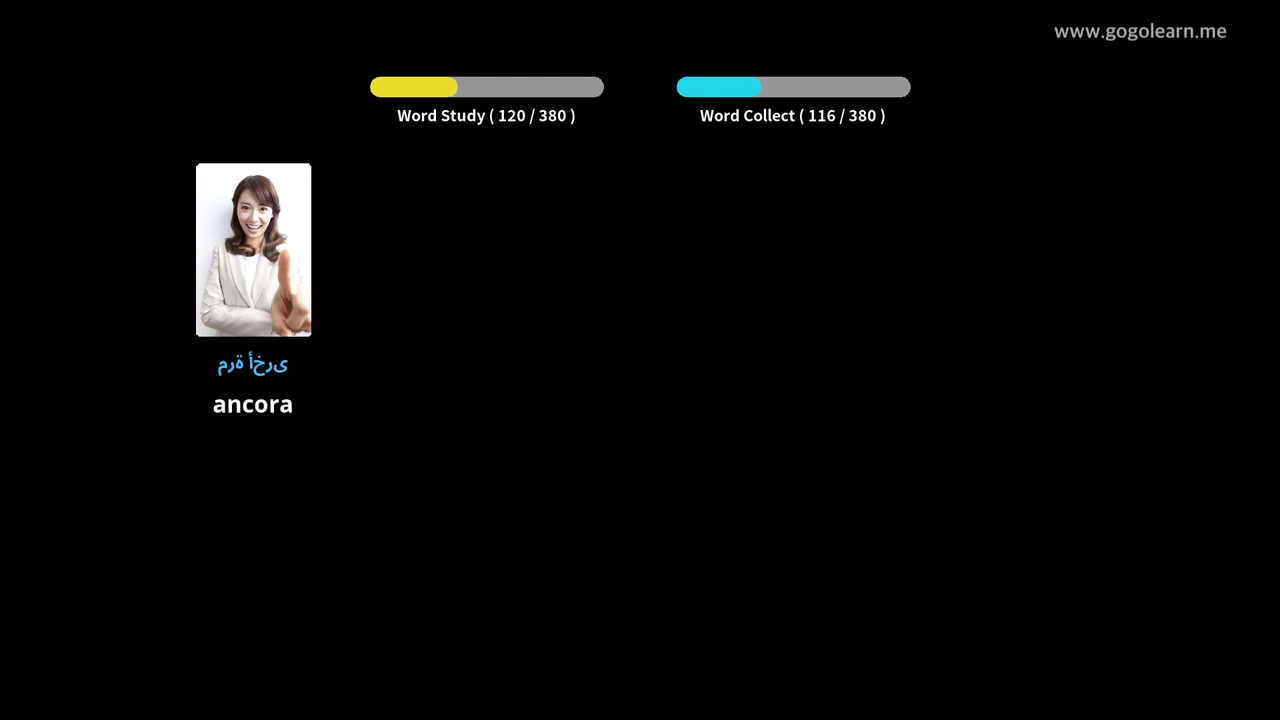 www.gogolearn.me
Word Study ( 120 / 380 )
Word Collect ( 116 / 380 )
مرة أخرى
ancora